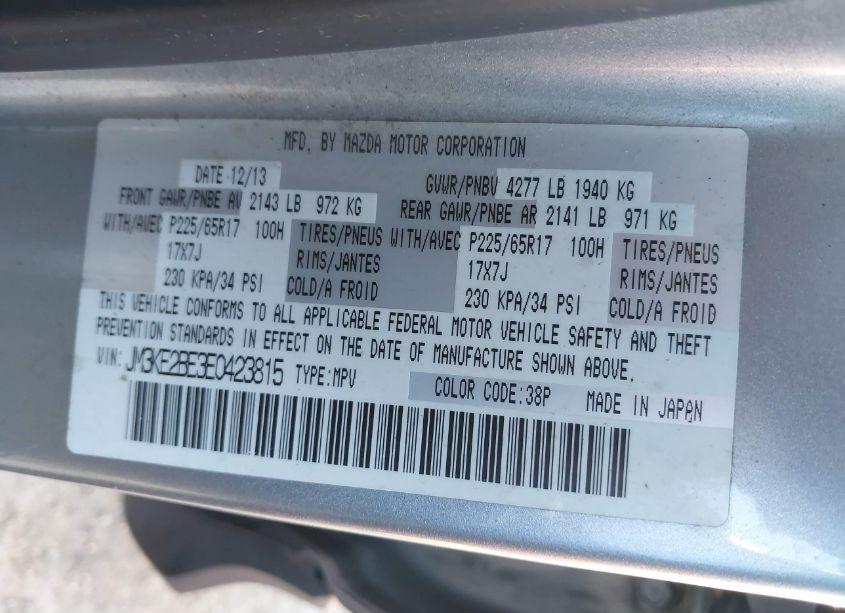 MFD. BY MAZDA MOTOR CORPORATION
DATE 12/13 GVWR/PNBV 4277 LB 1940 KG
FRONT GAWR/PNBE AV 2143 LB 972 KG REAR GAWR/PNBE AR 2141 LB 971 KG
WITH/AVEC P225/65R17 100H TIRES/PNEUS WITH/AVEC P225/65R17 100H TIRES/PNEUS
17X7J RIMS/JANTES 17X7J RIMS/JANTES
230 KPA/34 PSI COLD/A FROID 230 KPA/34 PSI COLD/A FROID
THIS VEHICLE CONFORMS TO ALL APPLICABLE FEDERAL MOTOR VEHICLE SAFETY AND THEFT
PREVENTION STANDARDS IN EFFECT ON THE DATE OF MANUFACTURE SHOWN ABOVE.
VIN: JM3KE2BE3E0423815 TYPE:MPV COLOR CODE:38P MADE IN JAPAN